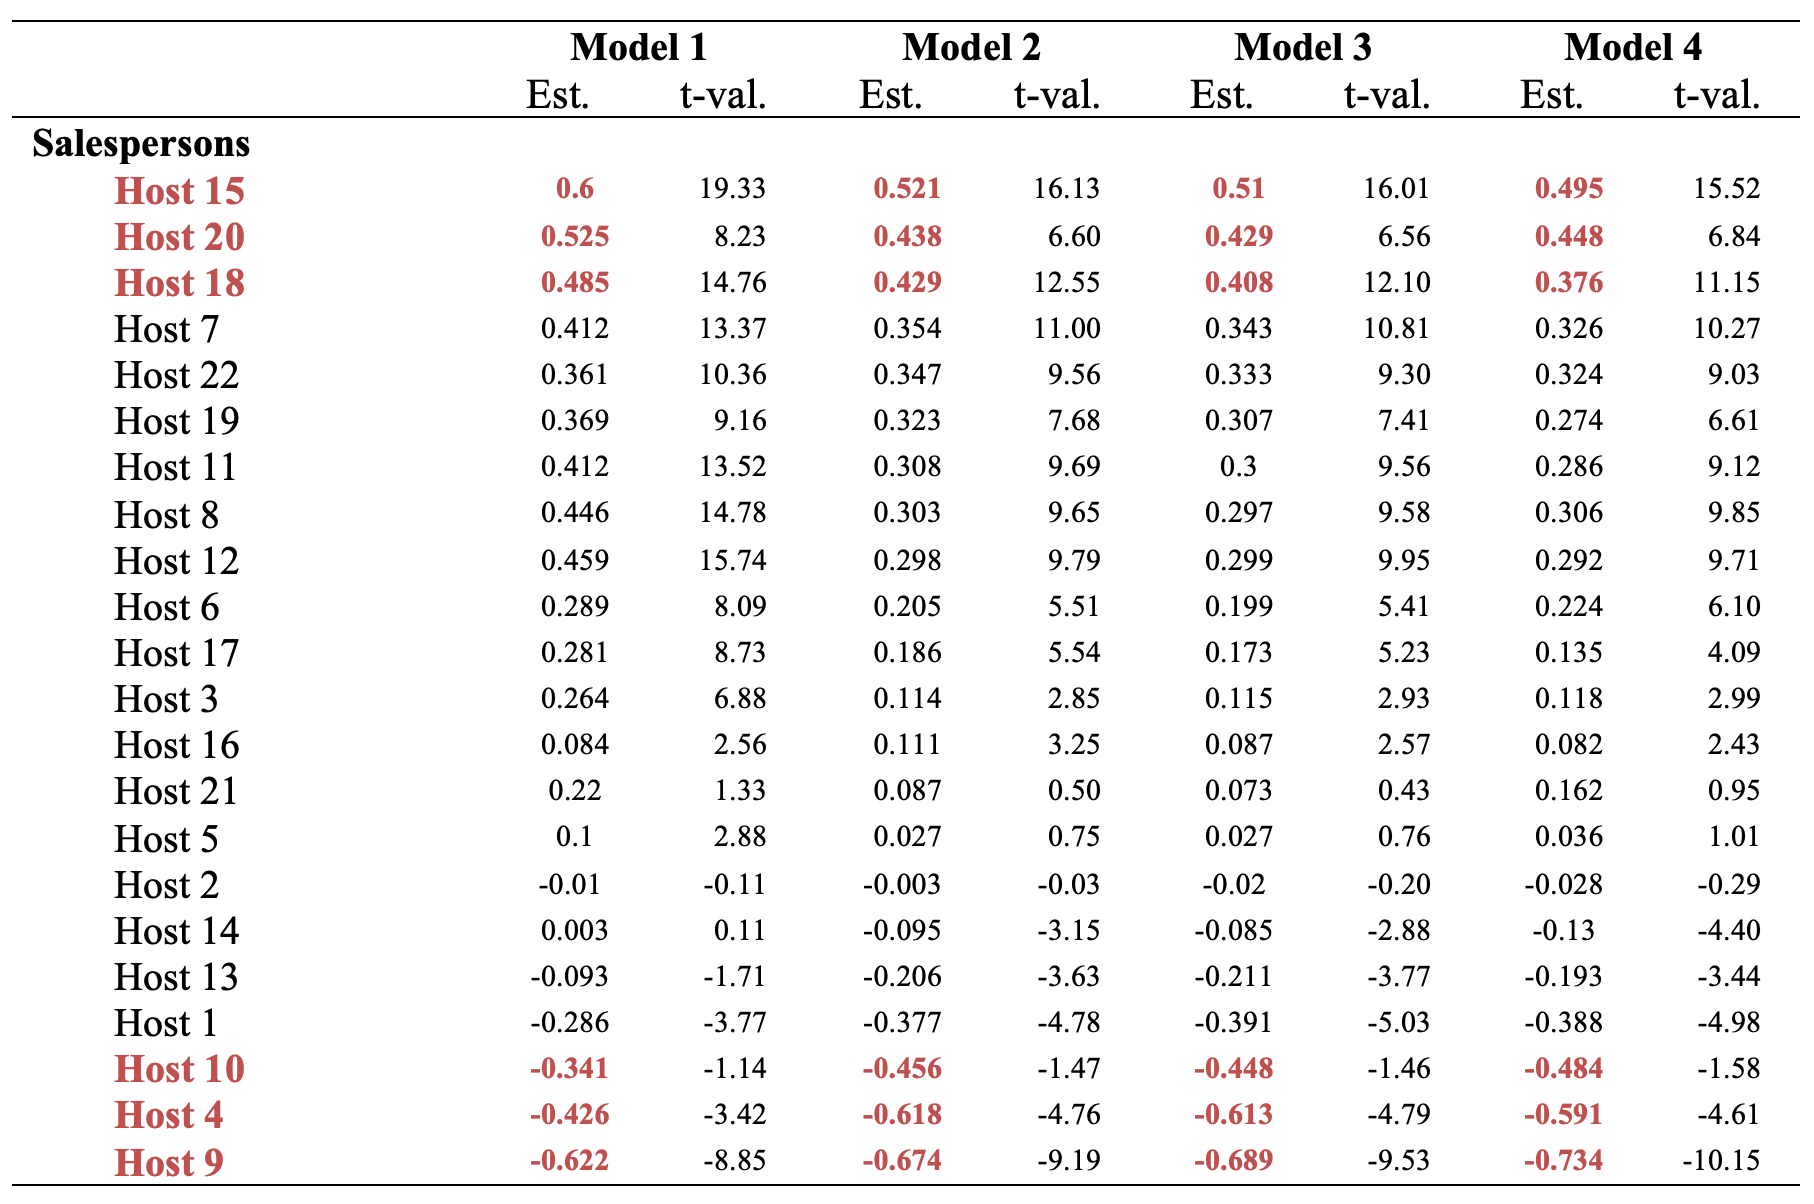 Model 1 Model 2 Model 3 Model 4
Est. t-val. Est. t-val. Est. t-val. Est. t-val.
Salespersons
Host 15 0.6 19.33 0.521 16.13 0.51 16.01 0.495 15.52
Host 20 0.525 8.23 0.438 6.60 0.429 6.56 0.448 6.84
Host 18 0.485 14.76 0.429 12.55 0.408 12.10 0.376 11.15
Host 7 0.412 13.37 0.354 11.00 0.343 10.81 0.326 10.27
Host 22 0.361 10.36 0.347 9.56 0.333 9.30 0.324 9.03
Host 19 0.369 9.16 0.323 7.68 0.307 7.41 0.274 6.61
Host 11 0.412 13.52 0.308 9.69 0.3 9.56 0.286 9.12
Host 8 0.446 14.78 0.303 9.65 0.297 9.58 0.306 9.85
Host 12 0.459 15.74 0.298 9.79 0.299 9.95 0.292 9.71
Host 6 0.289 8.09 0.205 5.51 0.199 5.41 0.224 6.10
Host 17 0.281 8.73 0.186 5.54 0.173 5.23 0.135 4.09
Host 3 0.264 6.88 0.114 2.85 0.115 2.93 0.118 2.99
Host 16 0.084 2.56 0.111 3.25 0.087 2.57 0.082 2.43
Host 21 0.22 1.33 0.087 0.50 0.073 0.43 0.162 0.95
Host 5 0.1 2.88 0.027 0.75 0.027 0.76 0.036 1.01
Host 2 -0.01 -0.11 -0.003 -0.03 -0.02 -0.20 -0.028 -0.29
Host 14 0.003 0.11 -0.095 -3.15 -0.085 -2.88 -0.13 -4.40
Host 13 -0.093 -1.71 -0.206 -3.63 -0.211 -3.77 -0.193 -3.44
Host 1 -0.286 -3.77 -0.377 -4.78 -0.391 -5.03 -0.388 -4.98
Host 10 -0.341 -1.14 -0.456 -1.47 -0.448 -1.46 -0.484 -1.58
Host 4 -0.426 -3.42 -0.618 -4.76 -0.613 -4.79 -0.591 -4.61
Host 9 -0.622 -8.85 -0.674 -9.19 -0.689 -9.53 -0.734 -10.15